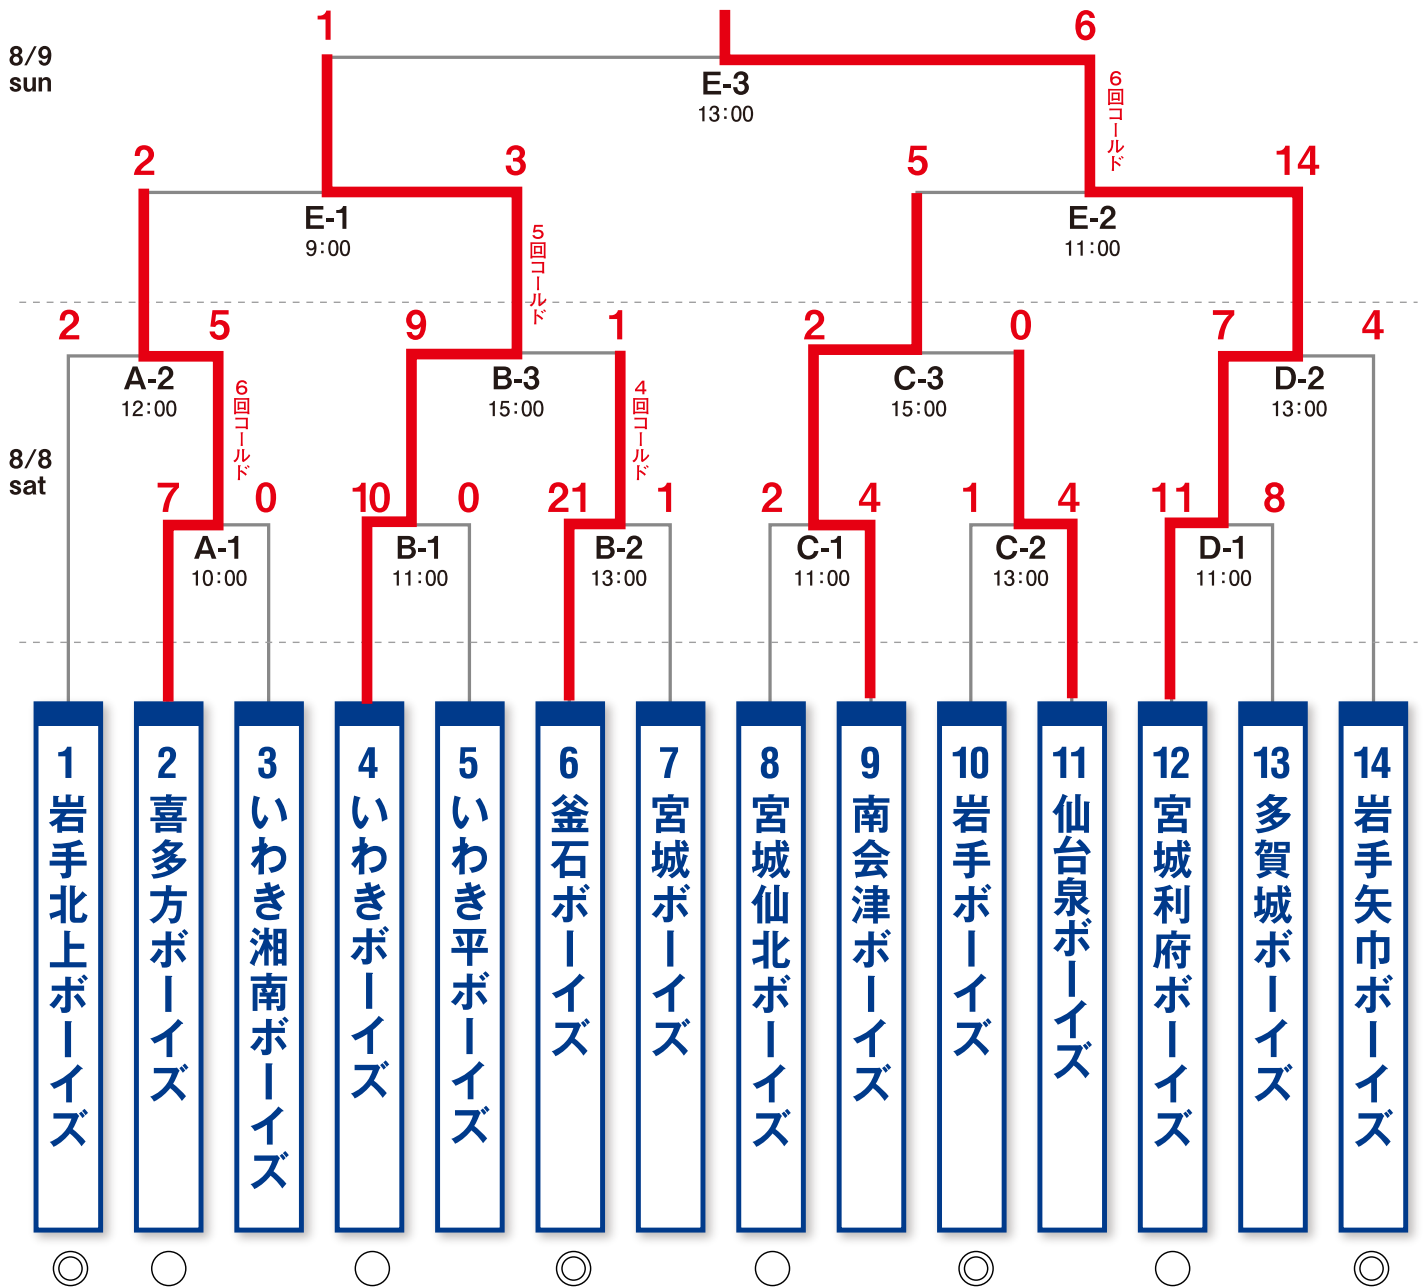 1
6
8/9
sun
E-3
13:00
6回コールド
2
3
5
14
E-1
9:00
E-2
11:00
5回コールド
2
5
9
1
2
0
7
4
A-2
12:00
B-3
15:00
C-3
15:00
D-2
13:00
6回コールド
4回コールド
8/8
sat
7
0
10
0
21
1
2
4
1
4
11
8
A-1
10:00
B-1
11:00
B-2
13:00
C-1
11:00
C-2
13:00
D-1
11:00
1 岩手北上ボーイズ
2 喜多方ボーイズ
3 いわき湘南ボーイズ
4 いわきボーイズ
5 いわき平ボーイズ
6 釜石ボーイズ
7 宮城ボーイズ
8 宮城仙北ボーイズ
9 南会津ボーイズ
10 岩手ボーイズ
11 仙台泉ボーイズ
12 宮城利府ボーイズ
13 多賀城ボーイズ
14 岩手矢巾ボーイズ